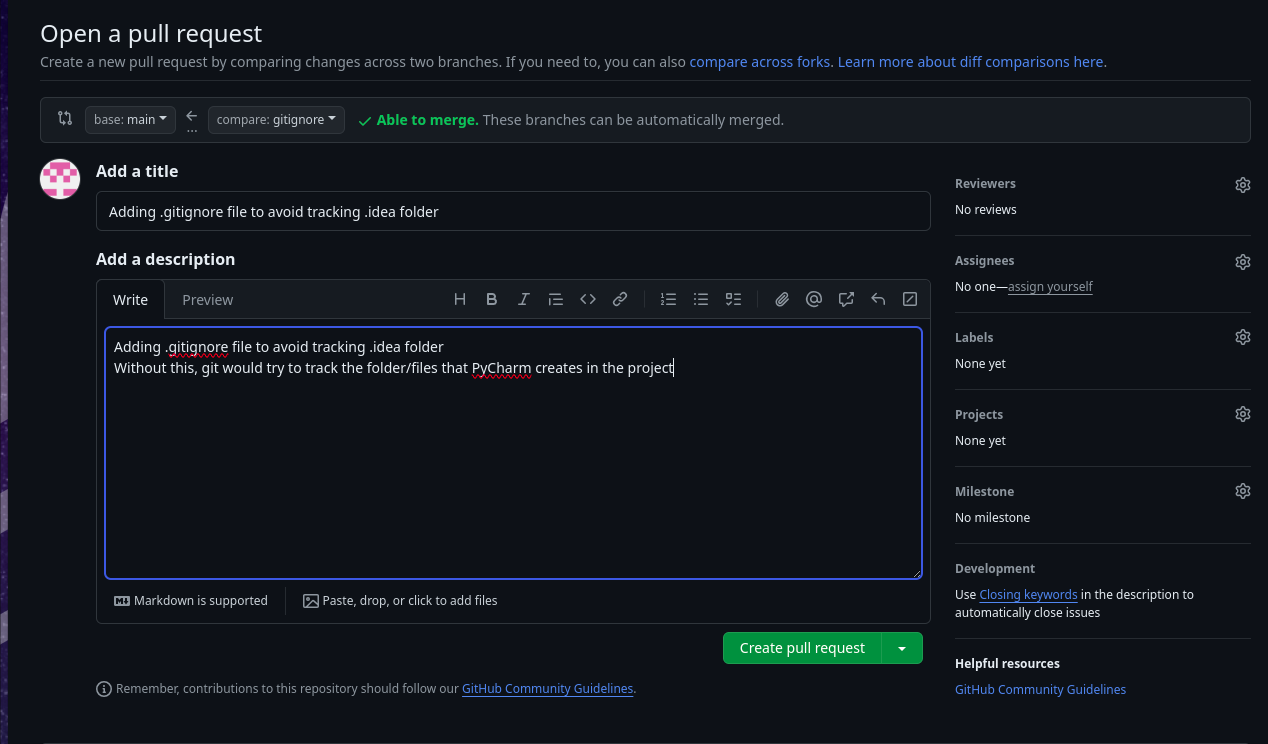 Open a pull request
Create a new pull request by comparing changes across two branches. If you need to, you can also compare across forks. Learn more about diff comparisons here.
base: main
...
compare: gitignore
Able to merge. These branches can be automatically merged.
Add a title
Adding .gitignore file to avoid tracking .idea folder
Add a description
Write
Preview
Adding .gitignore file to avoid tracking .idea folder
Without this, git would try to track the folder/files that PyCharm creates in the project
Markdown is supported
Paste, drop, or click to add files
Create pull request
Remember, contributions to this repository should follow our GitHub Community Guidelines.
Reviewers
No reviews
Assignees
No one—assign yourself
Labels
None yet
Projects
None yet
Milestone
No milestone
Development
Use Closing keywords in the description to
automatically close issues
Helpful resources
GitHub Community Guidelines